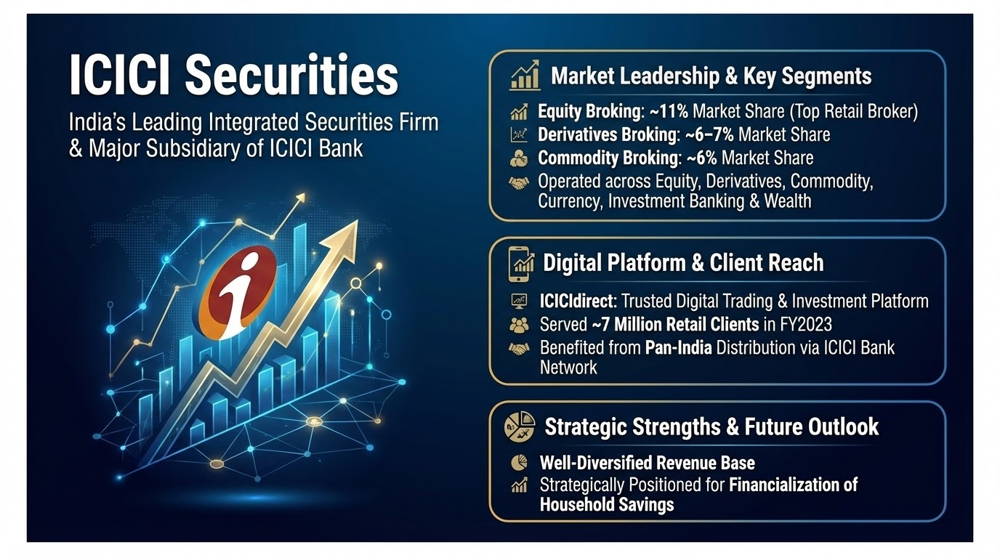 ICICI Securities
India's Leading Integrated Securities Firm
& Major Subsidiary of ICICI Bank
Market Leadership & Key Segments
Equity Broking: ~11% Market Share (Top Retail Broker)
Derivatives Broking: ~6–7% Market Share
Commodity Broking: ~6% Market Share
Operated across Equity, Derivatives, Commodity,
Currency, Investment Banking & Wealth
Digital Platform & Client Reach
ICICIdirect: Trusted Digital Trading & Investment Platform
Served ~7 Million Retail Clients in FY2023
Benefited from Pan-India Distribution via ICICI Bank
Network
Strategic Strengths & Future Outlook
Well-Diversified Revenue Base
Strategically Positioned for Financialization of
Household Savings